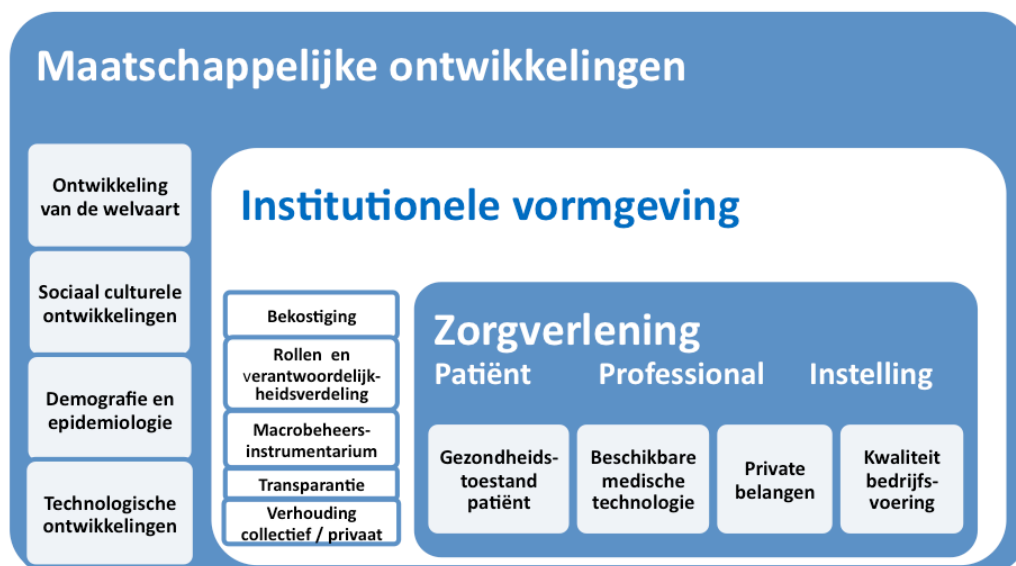 Maatschappelijke ontwikkelingen
Ontwikkeling
van de welvaart
Sociaal culturele
ontwikkelingen
Demografie en
epidemiologie
Technologische
ontwikkelingen
Institutionele vormgeving
Bekostiging
Rollen en
verantwoordelijk-
heidsverdeling
Macrobeheers-
instrumentarium
Transparantie
Verhouding
collectief / privaat
Zorgverlening
Patiënt Professional Instelling
Gezondheids-
toestand
patiënt
Beschikbare
medische
technologie
Private
belangen
Kwaliteit
bedrijfs-
voering